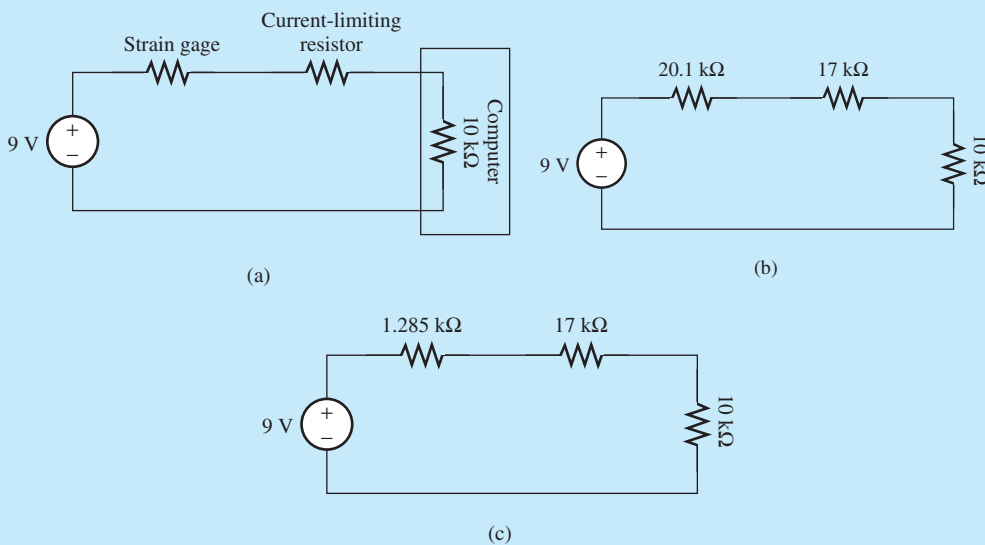 Current-limiting
resistor
Strain gage
9 V
+
−
Computer
10 kΩ
(a)
20.1 kΩ
17 kΩ
9 V
+
−
10 kΩ
(b)
1.285 kΩ
17 kΩ
9 V
+
−
10 kΩ
(c)